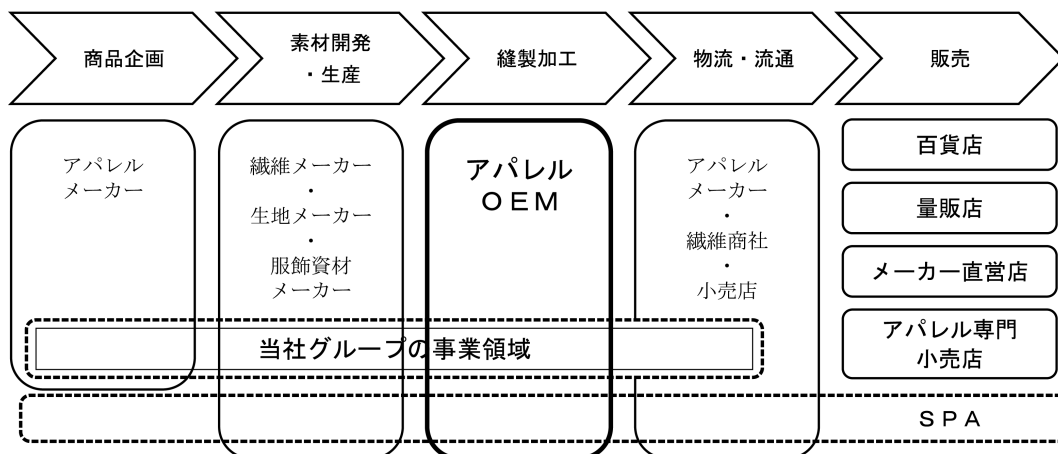 商品企画
素材開発
・生産
縫製加工
物流・流通
販売
アパレル
メーカー
繊維メーカー
・
生地メーカー
・
服飾資材
メーカー
アパレル
ＯＥＭ
アパレル
メーカー
・
繊維商社
・
小売店
百貨店
量販店
メーカー直営店
アパレル専門
小売店
当社グループの事業領域
ＳＰＡ